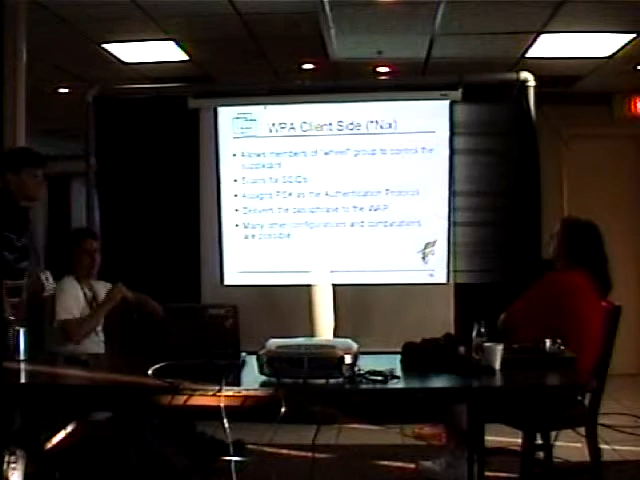 WPA Client Side (*Nix)
• Allows members of "wheel" group to control the
supplicant
• Scans for SSIDs
• Accepts PSK as the Authentication Protocol
• Delivers the passphrase to the WAP
• Many other configurations and combinations
are possible